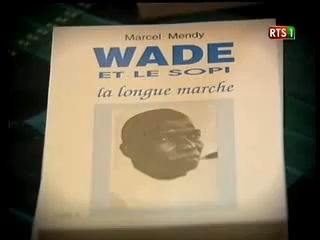 RTS1
Marcel Mendy
WADE
ET LE SOPI
la longue marche